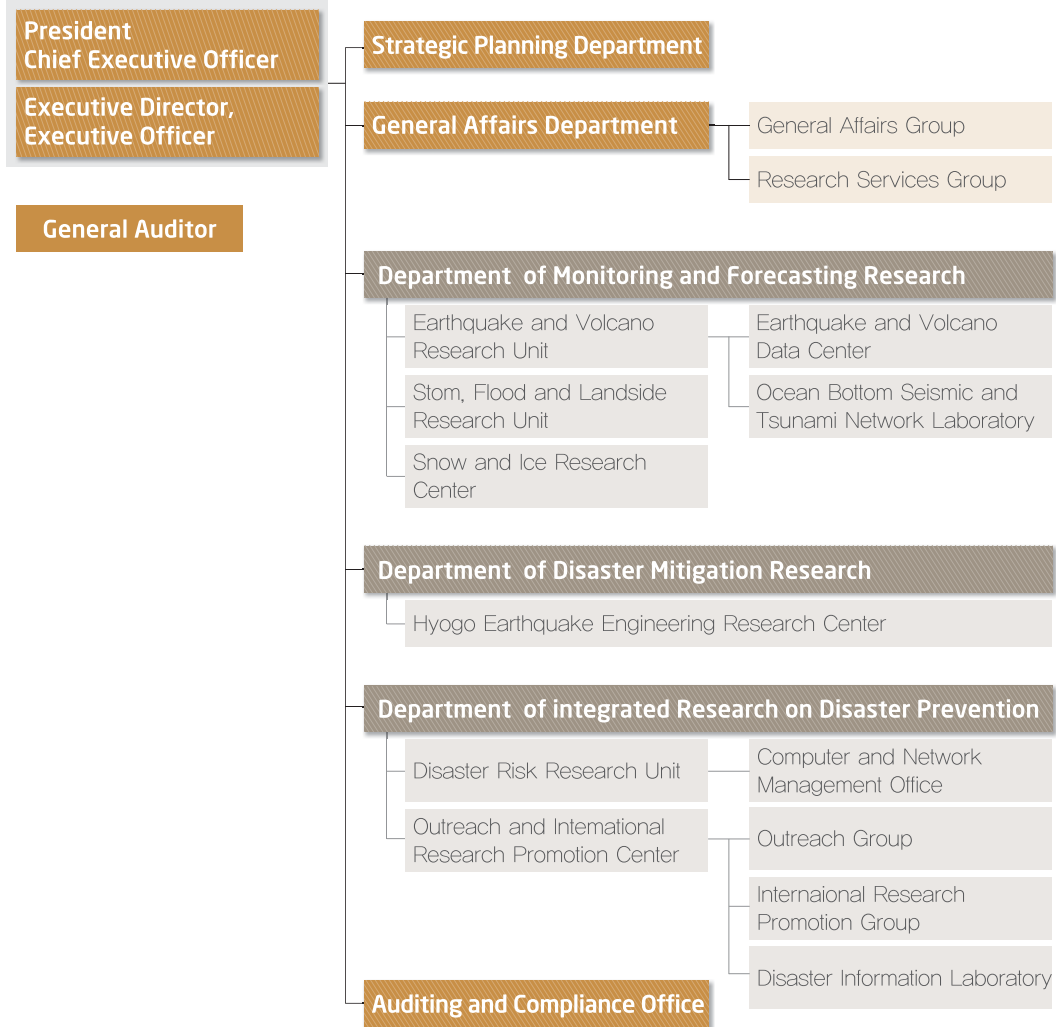 President
Chief Executive Officer
Executive Director,
Executive Officer
General Auditor
Strategic Planning Department
General Affairs Department
General Affairs Group
Research Services Group
Department of Monitoring and Forecasting Research
Earthquake and Volcano
Research Unit
Earthquake and Volcano
Data Center
Stom, Flood and Landside
Research Unit
Ocean Bottom Seismic and
Tsunami Network Laboratory
Snow and Ice Research
Center
Department of Disaster Mitigation Research
Hyogo Earthquake Engineering Research Center
Department of integrated Research on Disaster Prevention
Disaster Risk Research Unit
Computer and Network
Management Office
Outreach and Intemational
Research Promotion Center
Outreach Group
Internaional Research
Promotion Group
Disaster Information Laboratory
Auditing and Compliance Office